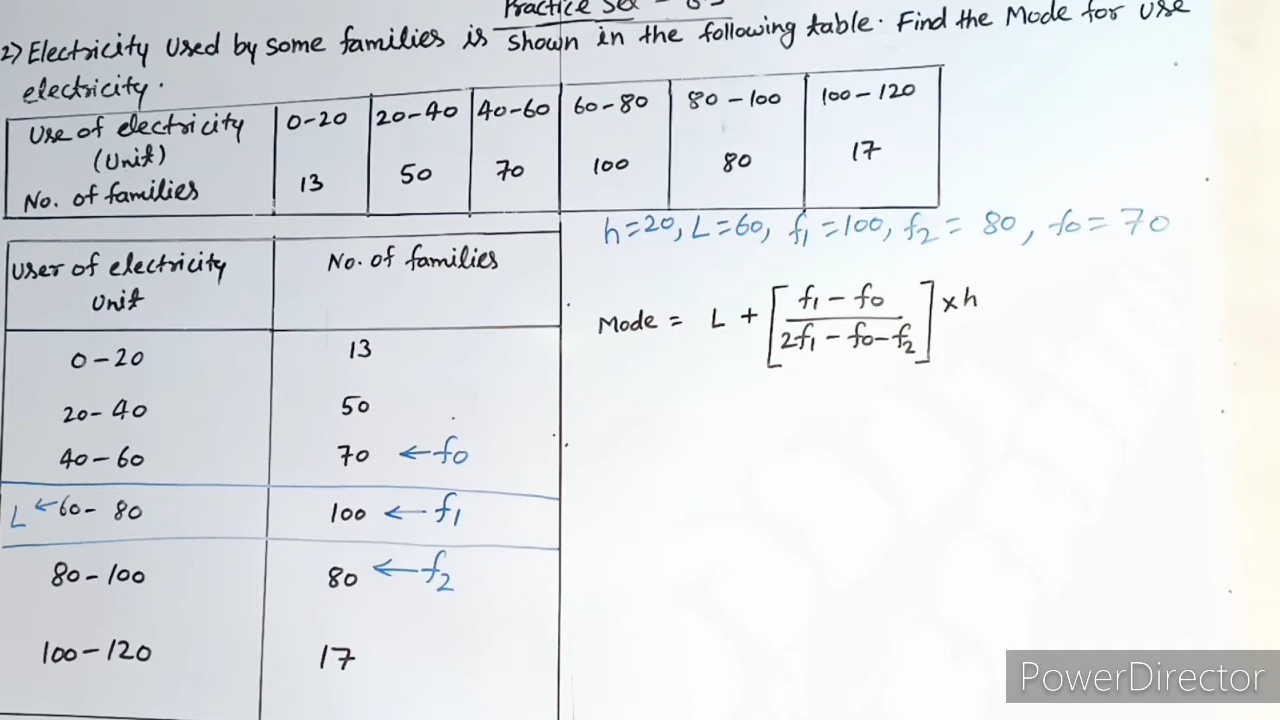 Practice Set
2) Electricity used by some families is shown in the following table. Find the Mode for use
electricity.
Use of electricity (Unit) 0-20 20-40 40-60 60-80 80-100 100-120
No. of families 13 50 70 100 80 17
h=20, L=60, f1=100, f2= 80, f0= 70
User of electricity Unit No. of families
Mode = L + [f1-f0 / 2f1-f0-f2] × h
0-20 13
20-40 50
40-60 70 ←f0
L ←60-80 100 ←f1
80-100 80 ←f2
100-120 17
PowerDirector